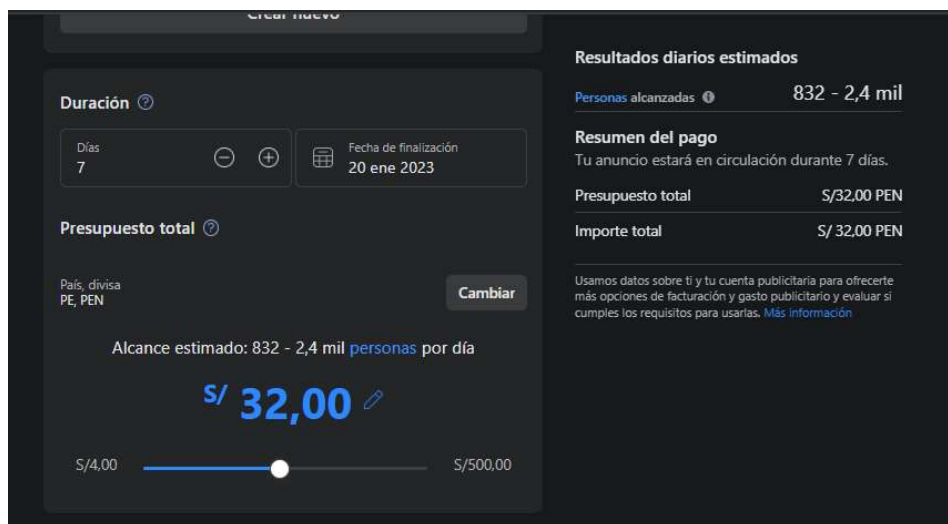 Crear nuevo
Duración
Días
7
Fecha de finalización
20 ene 2023
Presupuesto total
País, divisa
PE, PEN
Cambiar
Alcance estimado: 832 - 2,4 mil personas por día
S/ 32,00
S/4,00
S/500,00
Resultados diarios estimados
Personas alcanzadas 832 - 2,4 mil
Resumen del pago
Tu anuncio estará en circulación durante 7 días.
Presupuesto total S/32,00 PEN
Importe total S/ 32,00 PEN
Usamos datos sobre ti y tu cuenta publicitaria para ofrecerte
más opciones de facturación y gasto publicitario y evaluar si
cumples los requisitos para usarlas. Más información